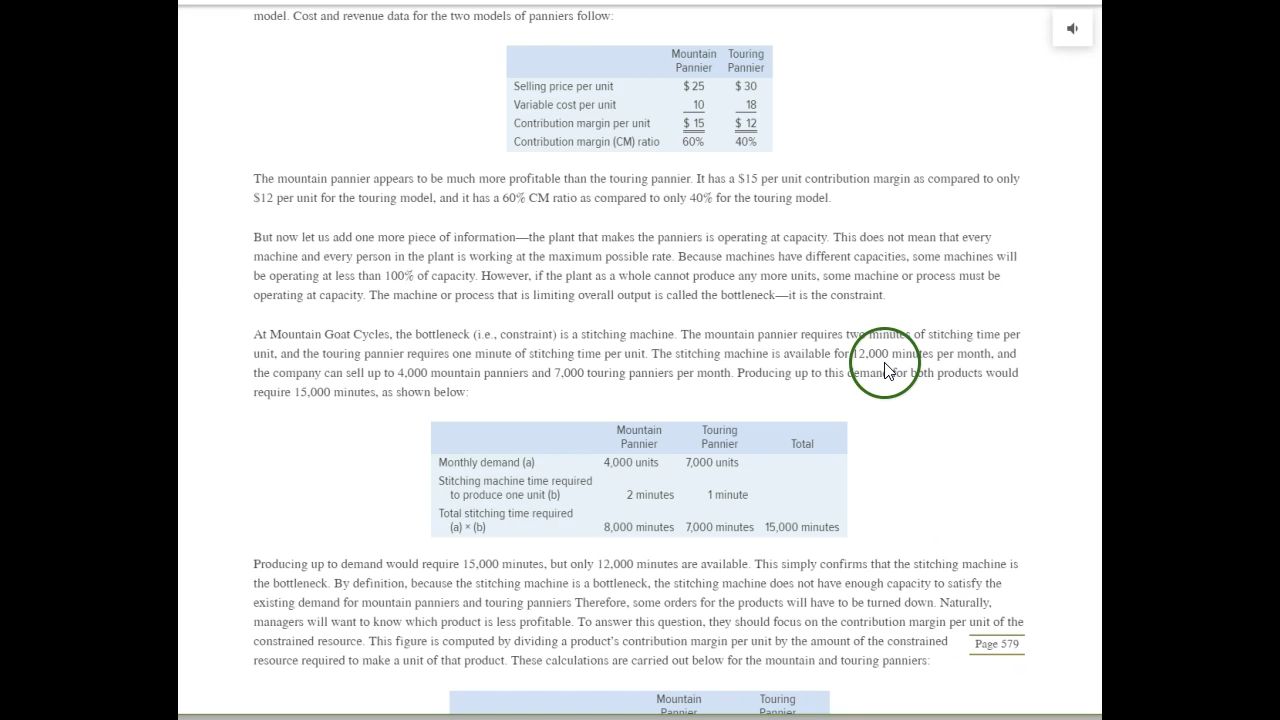 model. Cost and revenue data for the two models of panniers follow:
Mountain Pannier Touring Pannier
Selling price per unit $ 25 $ 30
Variable cost per unit 10 18
Contribution margin per unit $ 15 $ 12
Contribution margin (CM) ratio 60% 40%
The mountain pannier appears to be much more profitable than the touring pannier. It has a $15 per unit contribution margin as compared to only
$12 per unit for the touring model, and it has a 60% CM ratio as compared to only 40% for the touring model.
But now let us add one more piece of information—the plant that makes the panniers is operating at capacity. This does not mean that every
machine and every person in the plant is working at the maximum possible rate. Because machines have different capacities, some machines will
be operating at less than 100% of capacity. However, if the plant as a whole cannot produce any more units, some machine or process must be
operating at capacity. The machine or process that is limiting overall output is called the bottleneck—it is the constraint.
At Mountain Goat Cycles, the bottleneck (i.e., constraint) is a stitching machine. The mountain pannier requires two minutes of stitching time per
unit, and the touring pannier requires one minute of stitching time per unit. The stitching machine is available for 12,000 minutes per month, and
the company can sell up to 4,000 mountain panniers and 7,000 touring panniers per month. Producing up to this demand for both products would
require 15,000 minutes, as shown below:
Mountain Pannier Touring Pannier Total
Monthly demand (a) 4,000 units 7,000 units
Stitching machine time required
to produce one unit (b) 2 minutes 1 minute
Total stitching time required
(a) × (b) 8,000 minutes 7,000 minutes 15,000 minutes
Producing up to demand would require 15,000 minutes, but only 12,000 minutes are available. This simply confirms that the stitching machine is
the bottleneck. By definition, because the stitching machine is a bottleneck, the stitching machine does not have enough capacity to satisfy the
existing demand for mountain panniers and touring panniers Therefore, some orders for the products will have to be turned down. Naturally,
managers will want to know which product is less profitable. To answer this question, they should focus on the contribution margin per unit of the
constrained resource. This figure is computed by dividing a product's contribution margin per unit by the amount of the constrained
Page 579
resource required to make a unit of that product. These calculations are carried out below for the mountain and touring panniers:
Mountain Pannier Touring Pannier